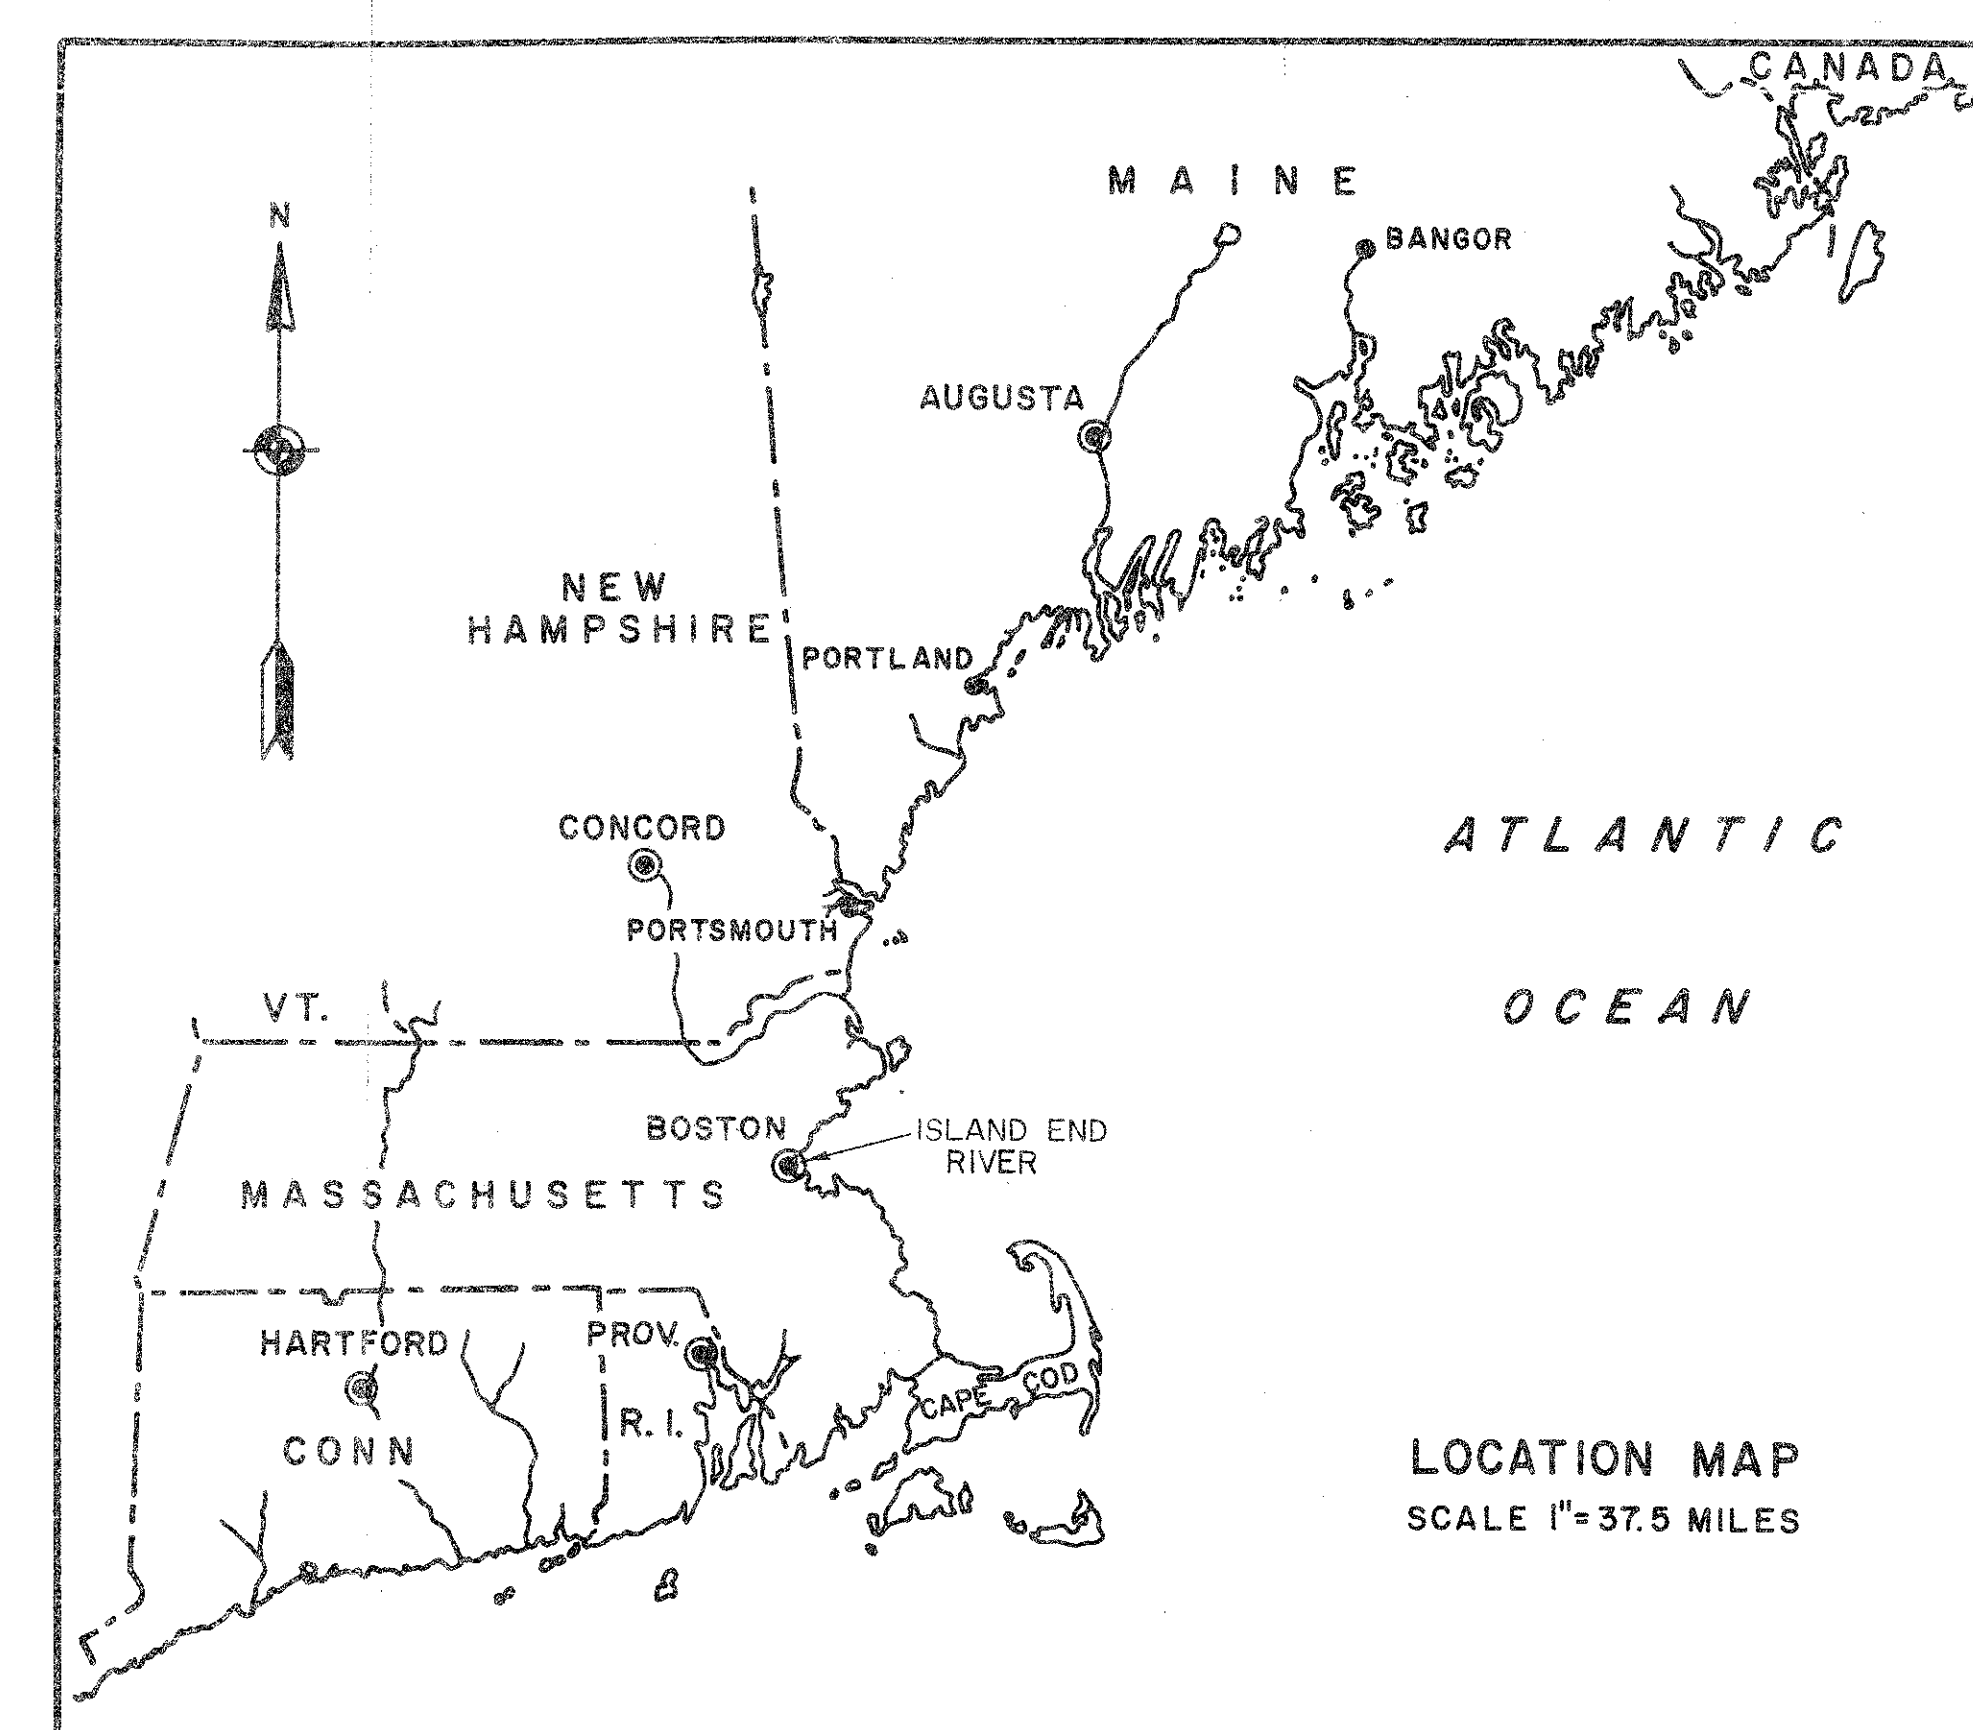 CANADA
MAINE
N
BANGOR
AUGUSTA
NEW
HAMPSHIRE
PORTLAND
CONCORD
ATLANTIC
PORTSMOUTH
OCEAN
VT.
BOSTON
ISLAND END
RIVER
MASSACHUSETTS
HARTFORD
PROV.
CAPE COD
R. I.
CONN
LOCATION MAP
SCALE 1"=37.5 MILES